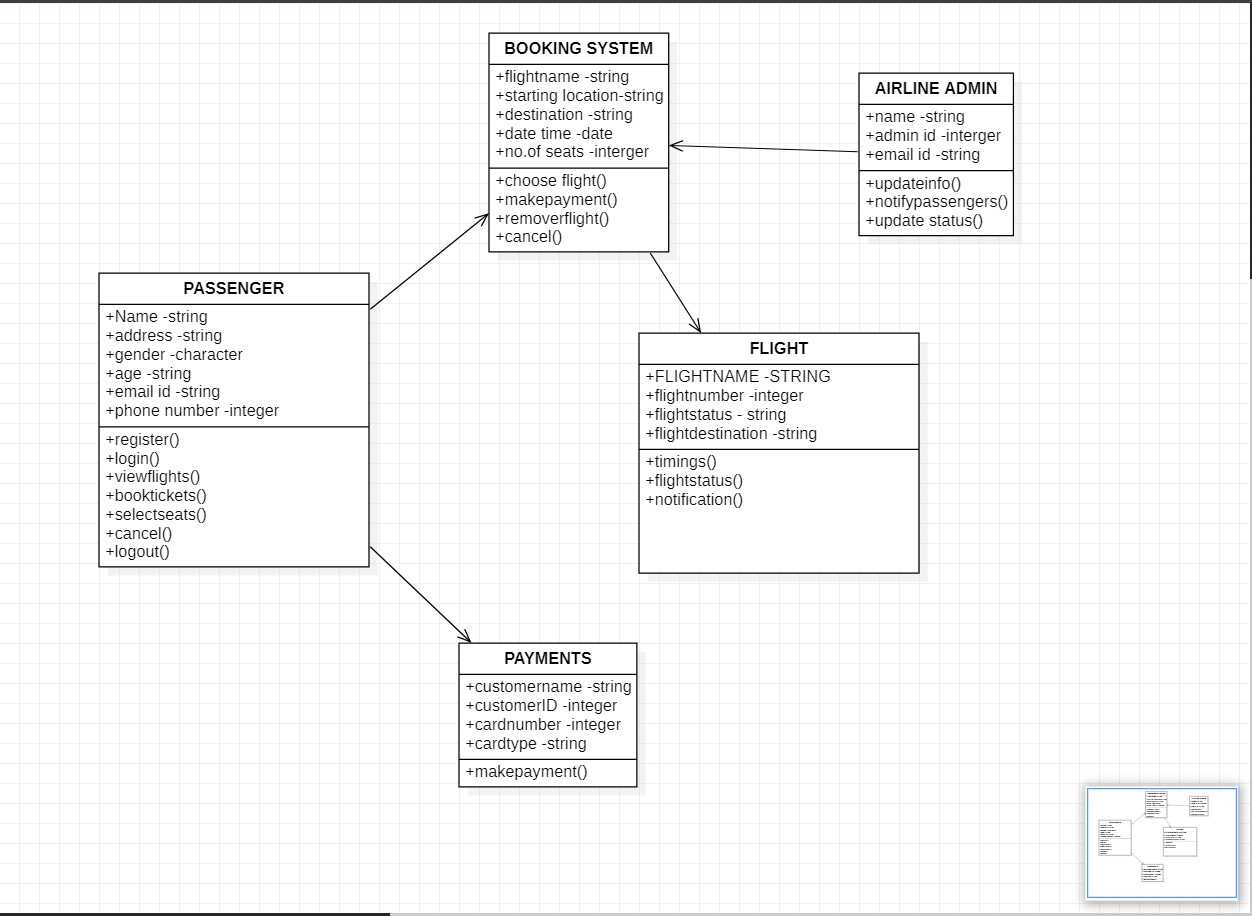 BOOKING SYSTEM
+flightname -string
+starting location-string
+destination -string
+date time -date
+no.of seats -interger
+choose flight()
+makepayment()
+removerflight()
+cancel()
AIRLINE ADMIN
+name -string
+admin id -interger
+email id -string
+updateinfo()
+notifypassengers()
+update status()
PASSENGER
+Name -string
+address -string
+gender -character
+age -string
+email id -string
+phone number -integer
+register()
+login()
+viewflights()
+booktickets()
+selectseats()
+cancel()
+logout()
FLIGHT
+FLIGHTNAME -STRING
+flightnumber -integer
+flightstatus - string
+flightdestination -string
+timings()
+flightstatus()
+notification()
PAYMENTS
+customername -string
+customerID -integer
+cardnumber -integer
+cardtype -string
+makepayment()